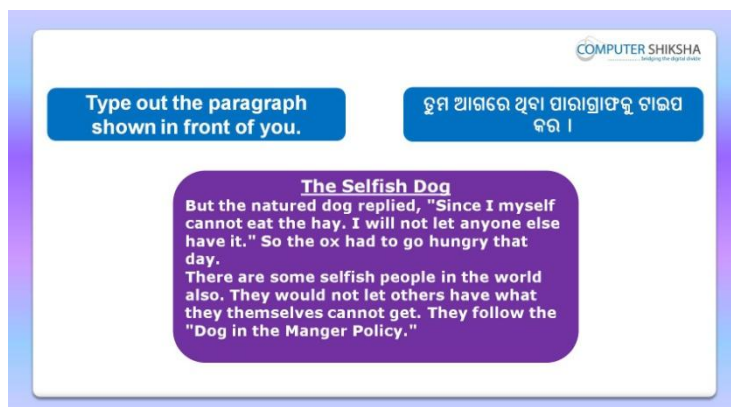 COMPUTER SHIKSHA
bridging the digital divide
Type out the paragraph
shown in front of you.
ତୁମ ଆଗରେ ଥିବା ପାରାଗ୍ରାଫକୁ ଟାଇପ
କର ।
The Selfish Dog
But the natured dog replied, "Since I myself
cannot eat the hay. I will not let anyone else
have it." So the ox had to go hungry that
day.
There are some selfish people in the world
also. They would not let others have what
they themselves cannot get. They follow the
"Dog in the Manger Policy."